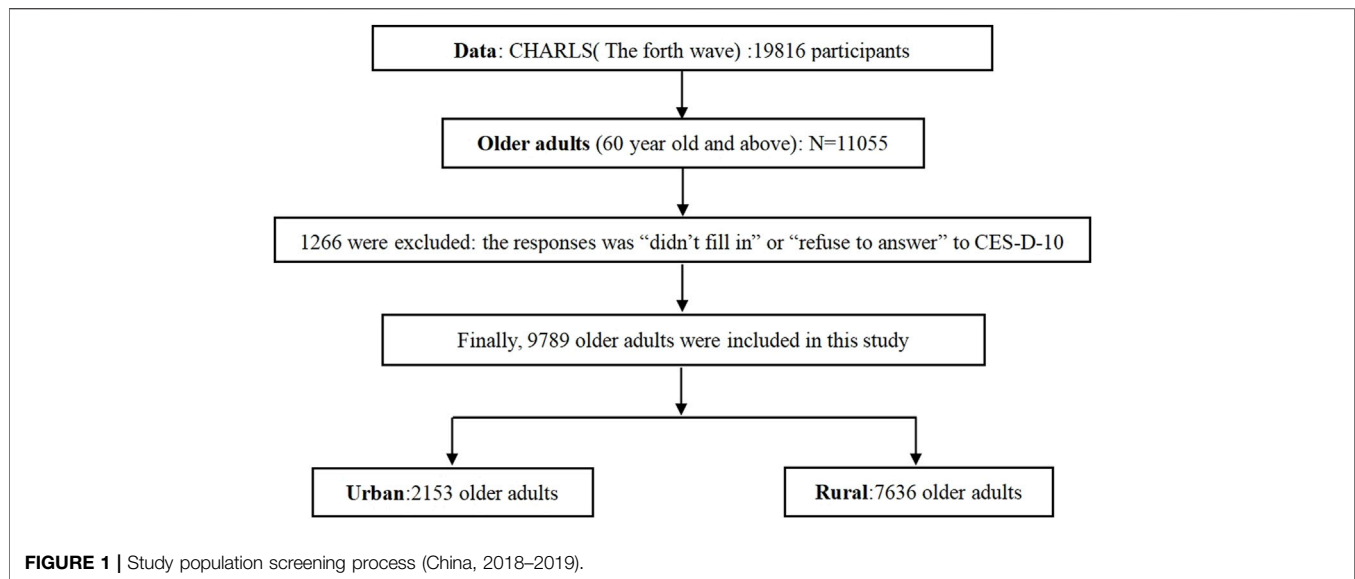 Data: CHARLS( The forth wave) :19816 participants
Older adults (60 year old and above): N=11055
1266 were excluded: the responses was “didn’t fill in” or “refuse to answer” to CES-D-10
Finally, 9789 older adults were included in this study
Urban:2153 older adults
Rural:7636 older adults
FIGURE 1 | Study population screening process (China, 2018–2019).